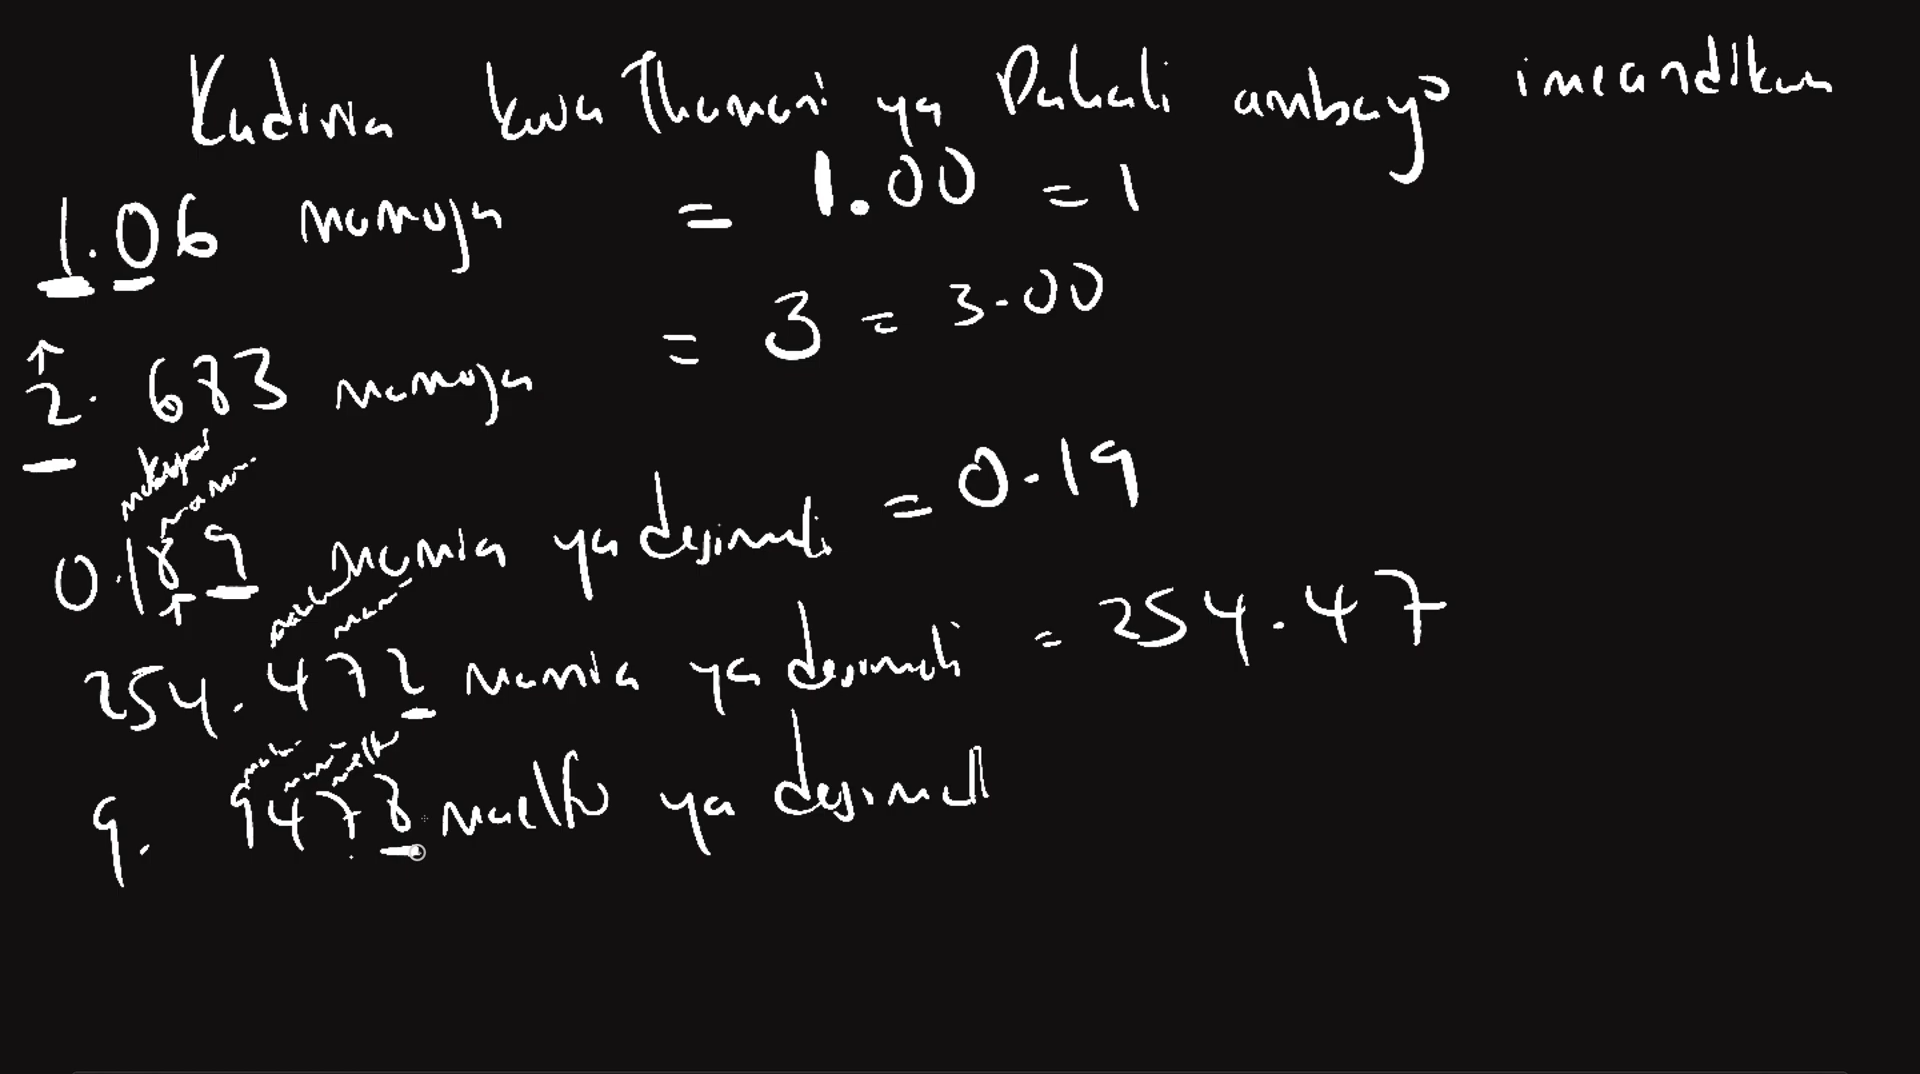 Kadiria kwa Thamani ya Pahali ambayo imeandikwa
1.06 mamoja = 1.00 = 1
2.683 mamoja = 3 = 3.00
0.189 mamia ya desimali = 0.19
254.472 mamia ya desimali = 254.47
9.9478 maelfu ya desimali